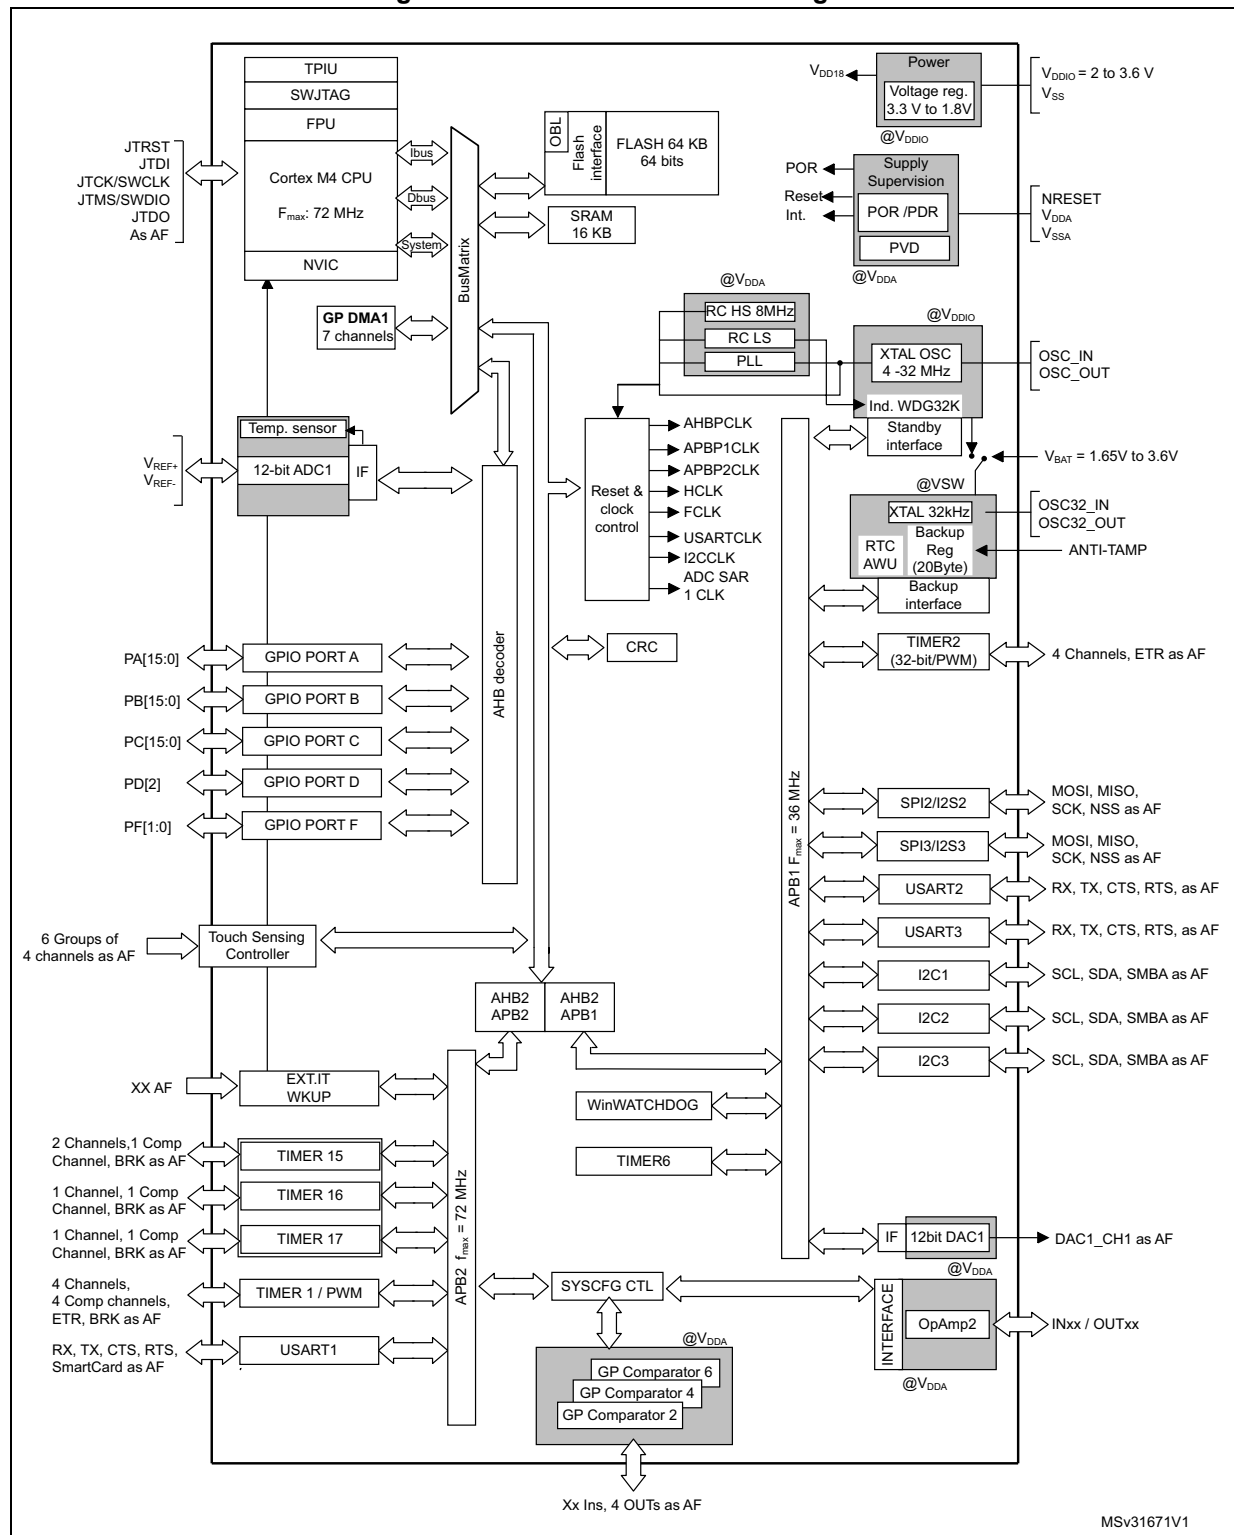 TPIU
SWJTAG
FPU
Cortex M4 CPU
Fmax: 72 MHz
NVIC
JTRST
JTDI
JTCK/SWCLK
JTMS/SWDIO
JTDO
As AF
Ibus
Dbus
System
BusMatrix
OBL
Flash interface
FLASH 64 KB
64 bits
SRAM
16 KB
GP DMA1
7 channels
VDD18
Power
Voltage reg.
3.3 V to 1.8V
@VDDIO
VDDIO = 2 to 3.6 V
VSS
POR
Reset
Int.
Supply
Supervision
POR /PDR
PVD
@VDDA
NRESET
VDDA
VSSA
@VDDA
RC HS 8MHz
RC LS
PLL
@VDDIO
XTAL OSC
4 -32 MHz
Ind. WDG32K
Standby
interface
OSC_IN
OSC_OUT
VBAT = 1.65V to 3.6V
@VSW
XTAL 32kHz
RTC
AWU
Backup
Reg
(20Byte)
Backup
interface
OSC32_IN
OSC32_OUT
ANTI-TAMP
Reset &
clock
control
AHBPCLK
APBP1CLK
APBP2CLK
HCLK
FCLK
USARTCLK
I2CCLK
ADC SAR
1 CLK
VREF+
VREF-
Temp. sensor
12-bit ADC1
IF
AHB decoder
CRC
PA[15:0]
GPIO PORT A
PB[15:0]
GPIO PORT B
PC[15:0]
GPIO PORT C
PD[2]
GPIO PORT D
PF[1:0]
GPIO PORT F
6 Groups of
4 channels as AF
Touch Sensing
Controller
AHB2
APB2
AHB2
APB1
APB1 Fmax = 36 MHz
TIMER2
(32-bit/PWM)
4 Channels, ETR as AF
SPI2/I2S2
MOSI, MISO,
SCK, NSS as AF
SPI3/I2S3
MOSI, MISO,
SCK, NSS as AF
USART2
RX, TX, CTS, RTS, as AF
USART3
RX, TX, CTS, RTS, as AF
I2C1
SCL, SDA, SMBA as AF
I2C2
SCL, SDA, SMBA as AF
I2C3
SCL, SDA, SMBA as AF
WinWATCHDOG
TIMER6
IF
12bit DAC1
@VDDA
DAC1_CH1 as AF
XX AF
EXT.IT
WKUP
2 Channels,1 Comp
Channel, BRK as AF
TIMER 15
1 Channel, 1 Comp
Channel, BRK as AF
TIMER 16
1 Channel, 1 Comp
Channel, BRK as AF
TIMER 17
4 Channels,
4 Comp channels,
ETR, BRK as AF
TIMER 1 / PWM
RX, TX, CTS, RTS,
SmartCard as AF
USART1
APB2 fmax = 72 MHz
SYSCFG CTL
INTERFACE
OpAmp2
@VDDA
INxx / OUTxx
@VDDA
GP Comparator 6
GP Comparator 4
GP Comparator 2
Xx Ins, 4 OUTs as AF
MSv31671V1